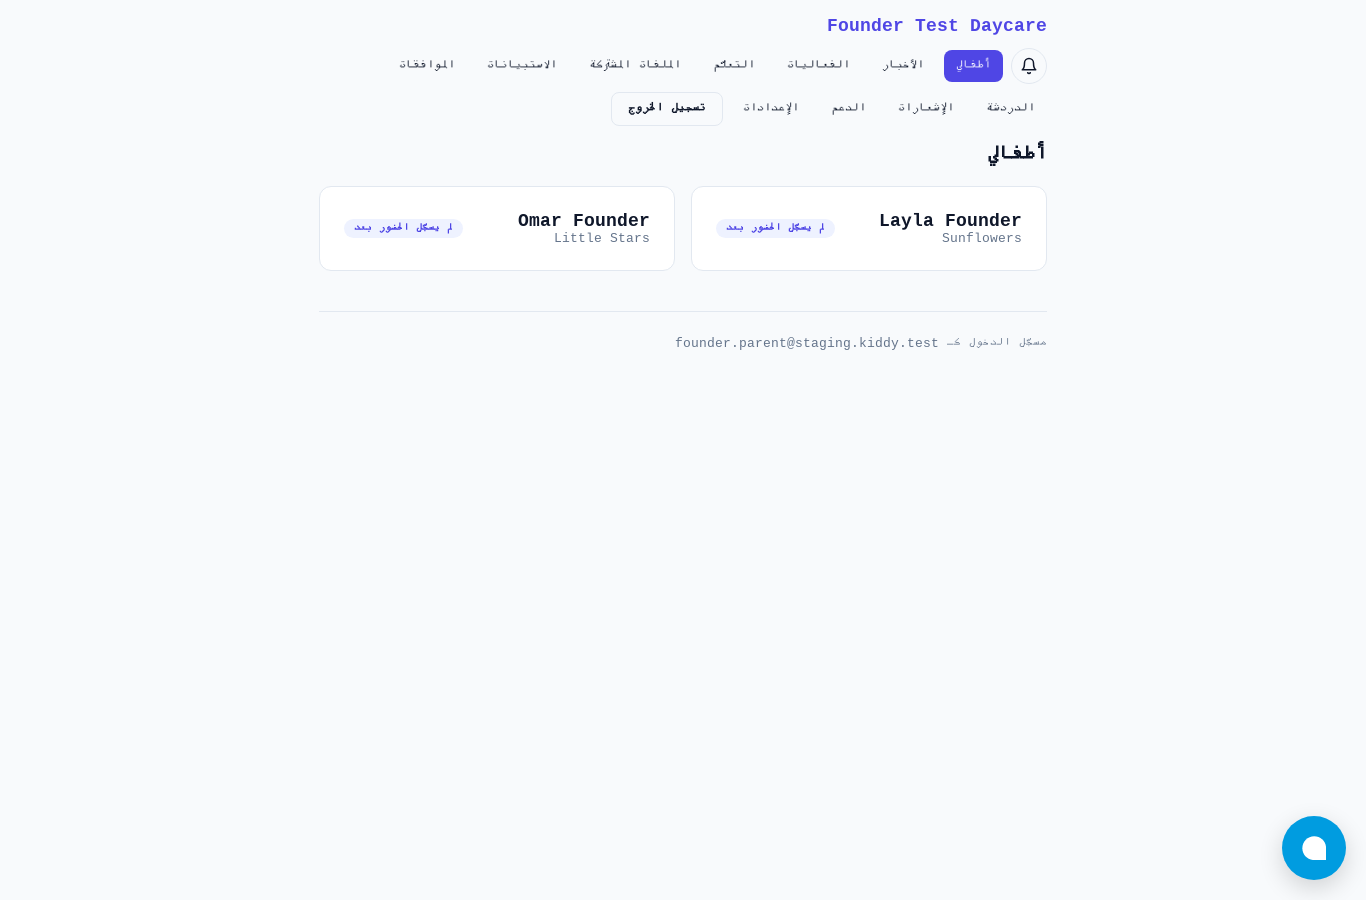 Founder Test Daycare
أطفالي الأخبار الفعاليات التعلّم الملفات المشتركة الاستبيانات الموافقات
الدردشة الإشعارات الدعم الإعدادات تسجيل الخروج
أطفالي
Layla Founder
Sunflowers
لم يسجّل الحضور بعد
Omar Founder
Little Stars
لم يسجّل الحضور بعد
مسجّل الدخول كـ founder.parent@staging.kiddy.test